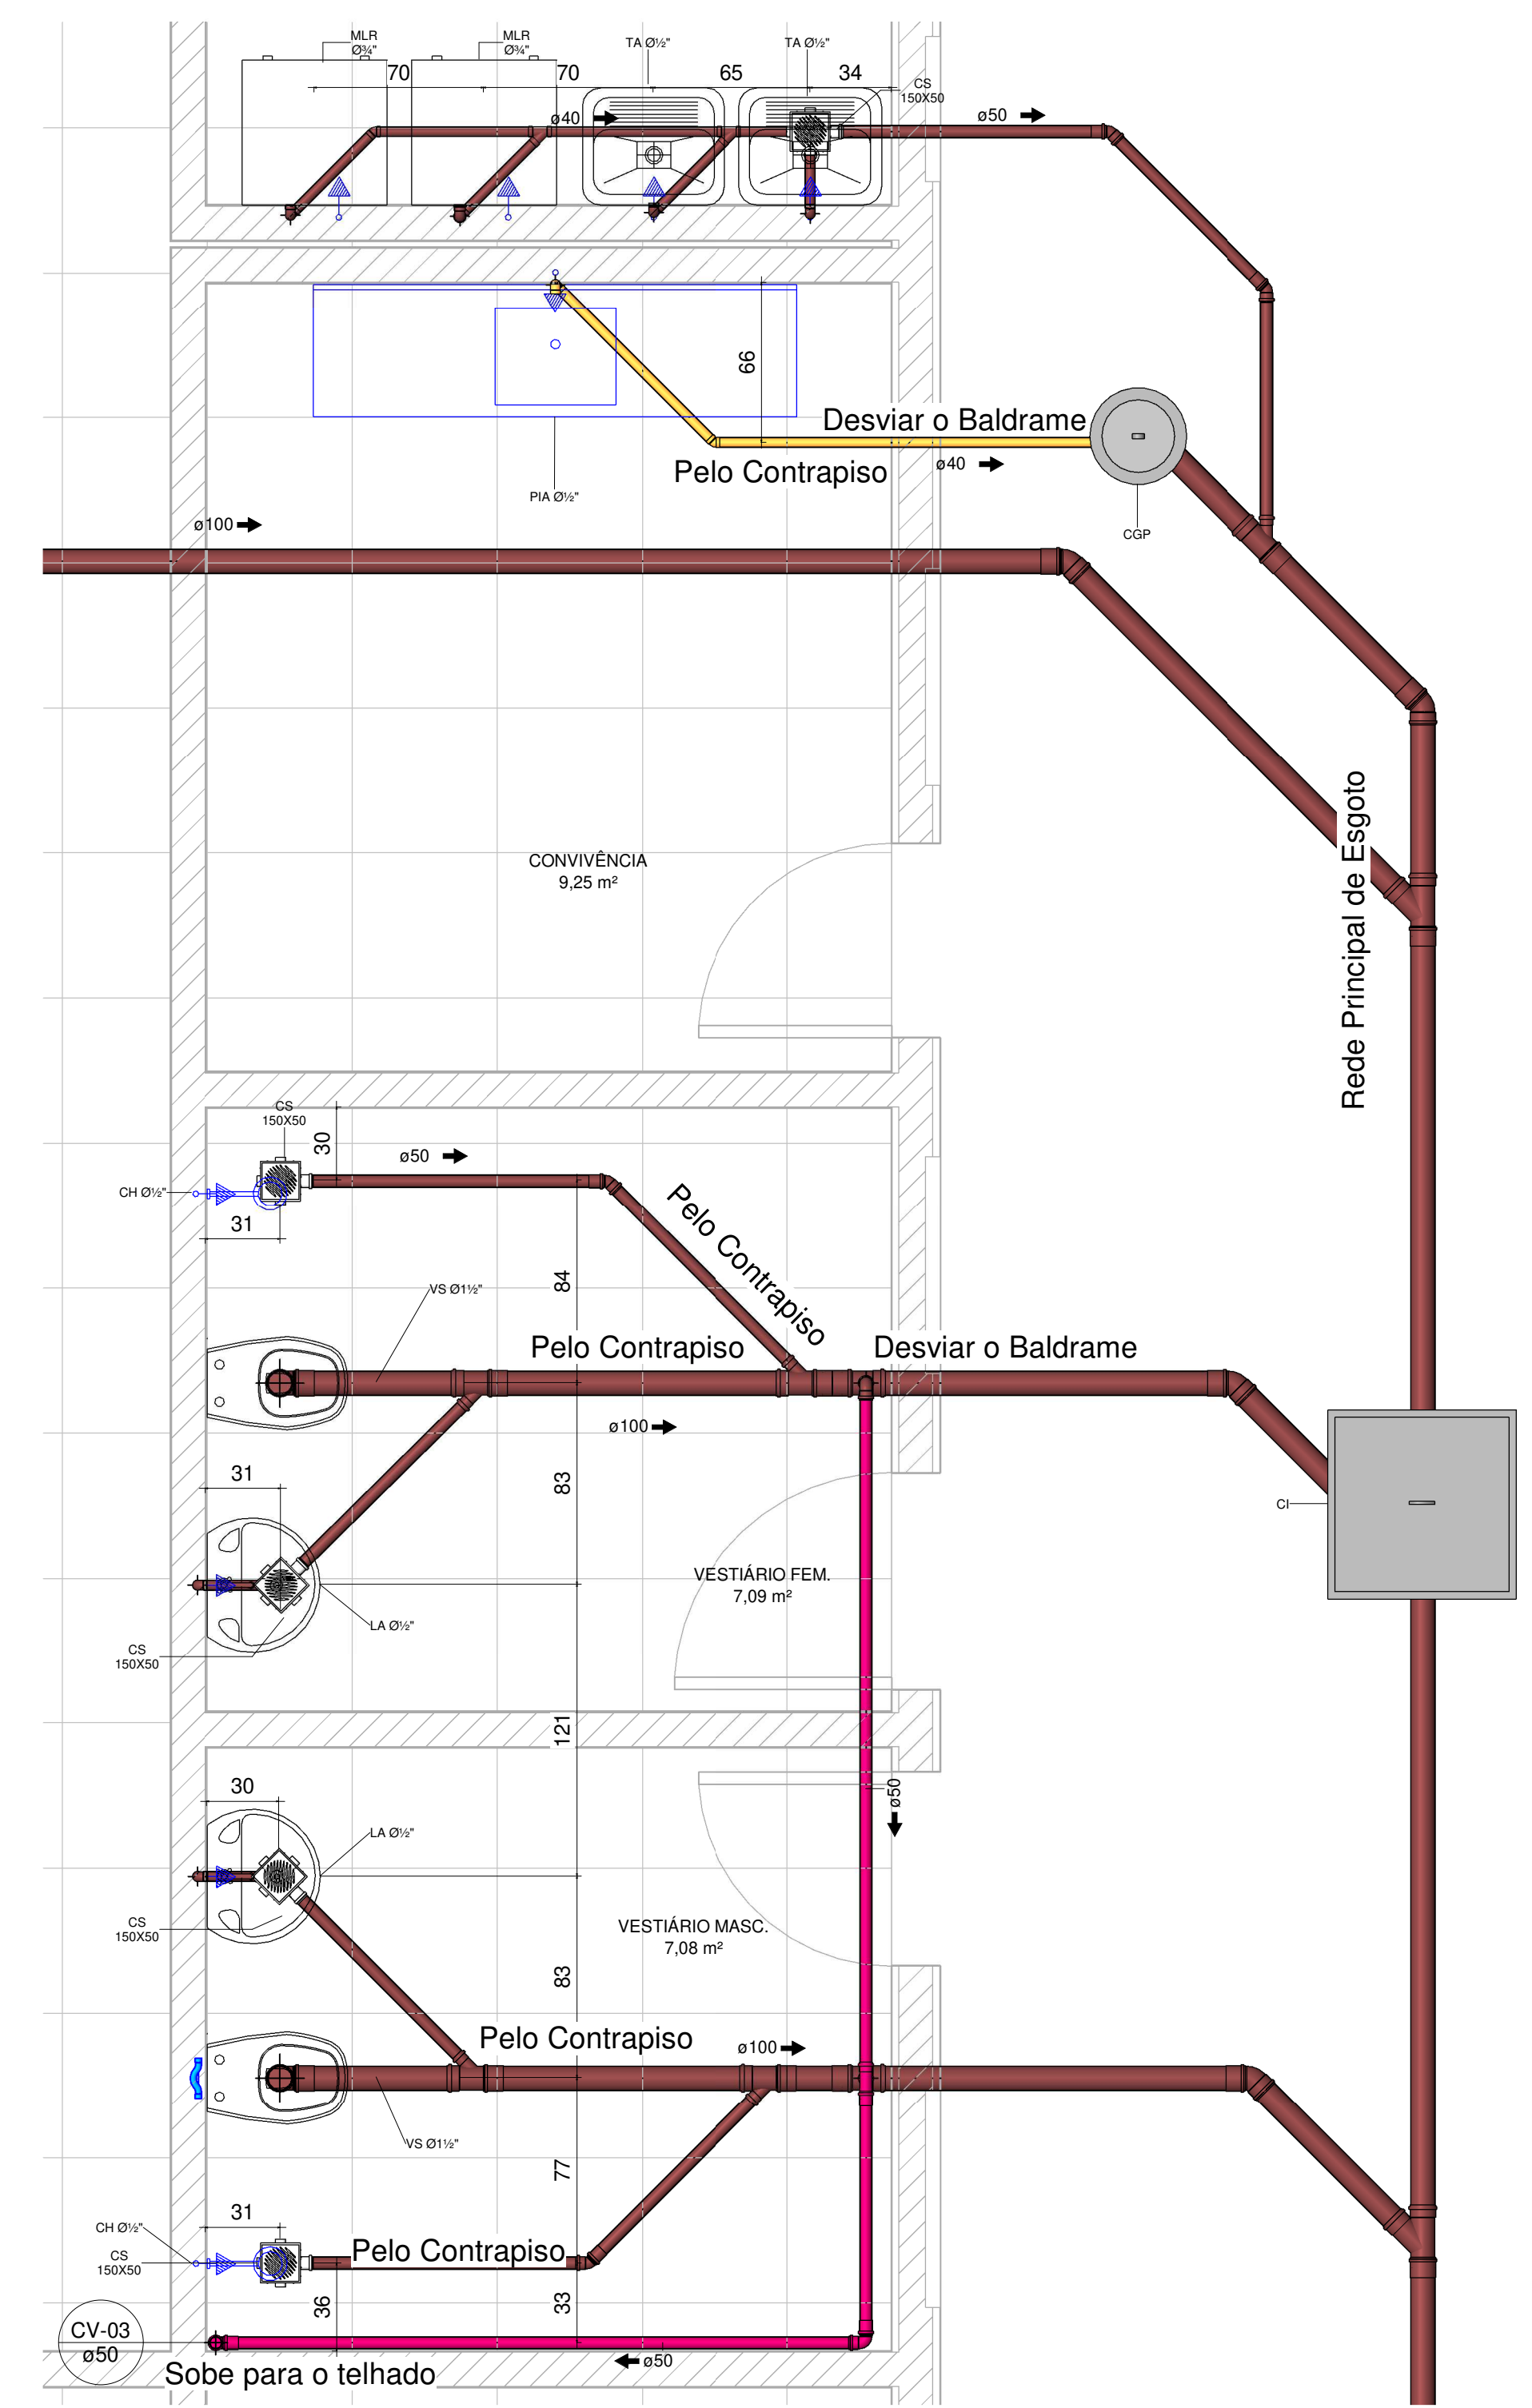 MLR
Ø¾"
MLR
Ø¾"
TA Ø½"
TA Ø½"
70
70
65
34
CS
150X50
ø40
ø50
66
Desviar o Baldrame
Pelo Contrapiso
ø40
PIA Ø½"
ø100
CGP
Rede Principal de Esgoto
CONVIVÊNCIA
9,25 m²
CS
150X50
30
ø50
CH Ø½"
31
Pelo Contrapiso
84
VS Ø1½"
Pelo Contrapiso
Desviar o Baldrame
ø100
31
83
CI
VESTIÁRIO FEM.
7,09 m²
LA Ø½"
CS
150X50
121
30
ø50
LA Ø½"
CS
150X50
VESTIÁRIO MASC.
7,08 m²
83
Pelo Contrapiso
ø100
VS Ø1½"
77
31
CH Ø½"
CS
150X50
Pelo Contrapiso
36
33
CV-03
ø50
ø50
Sobe para o telhado